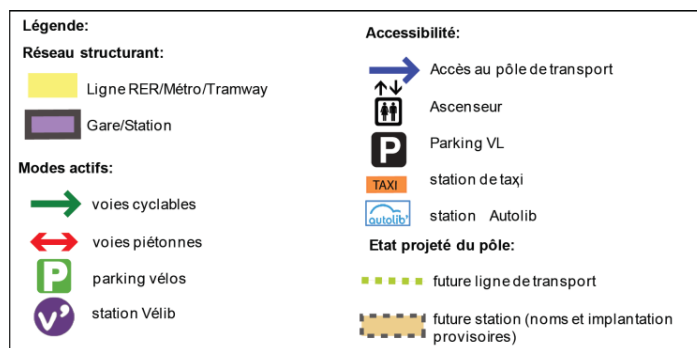 Légende:
Réseau structurant:
Ligne RER/Métro/Tramway
Gare/Station
Modes actifs:
voies cyclables
voies piétonnes
P
parking vélos
v'
station Vélib
Accessibilité:
Accès au pôle de transport
Ascenseur
P
Parking VL
TAXI
station de taxi
autolib'
station Autolib
Etat projeté du pôle:
future ligne de transport
future station (noms et implantation
provisoires)